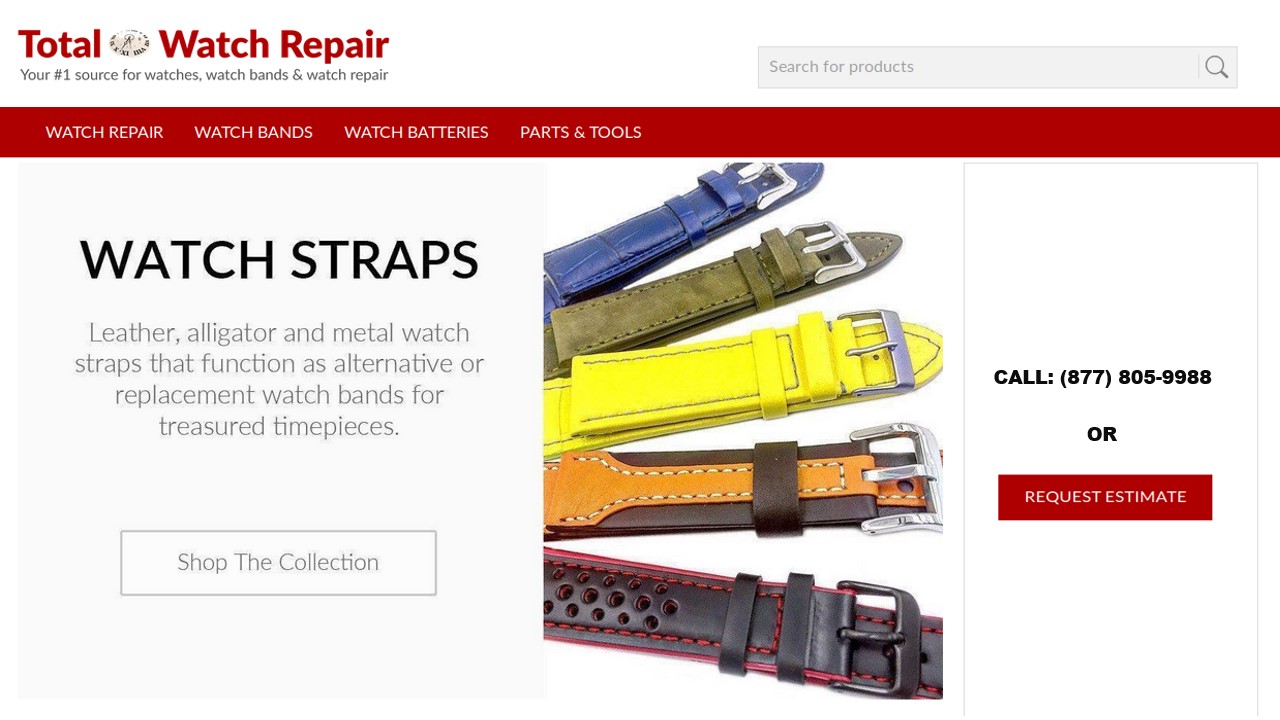 Total Watch Repair
Your #1 source for watches, watch bands & watch repair
Search for products
WATCH REPAIR WATCH BANDS WATCH BATTERIES PARTS & TOOLS
WATCH STRAPS
Leather, alligator and metal watch
straps that function as alternative or
replacement watch bands for
treasured timepieces.
Shop The Collection
CALL: (877) 805-9988
OR
REQUEST ESTIMATE